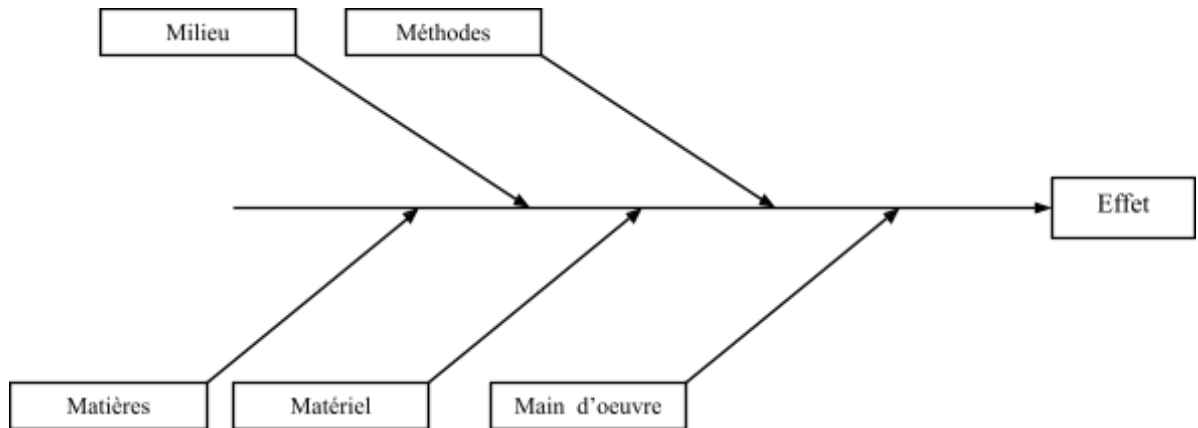 Milieu
Méthodes
Effet
Matières
Matériel
Main d'oeuvre